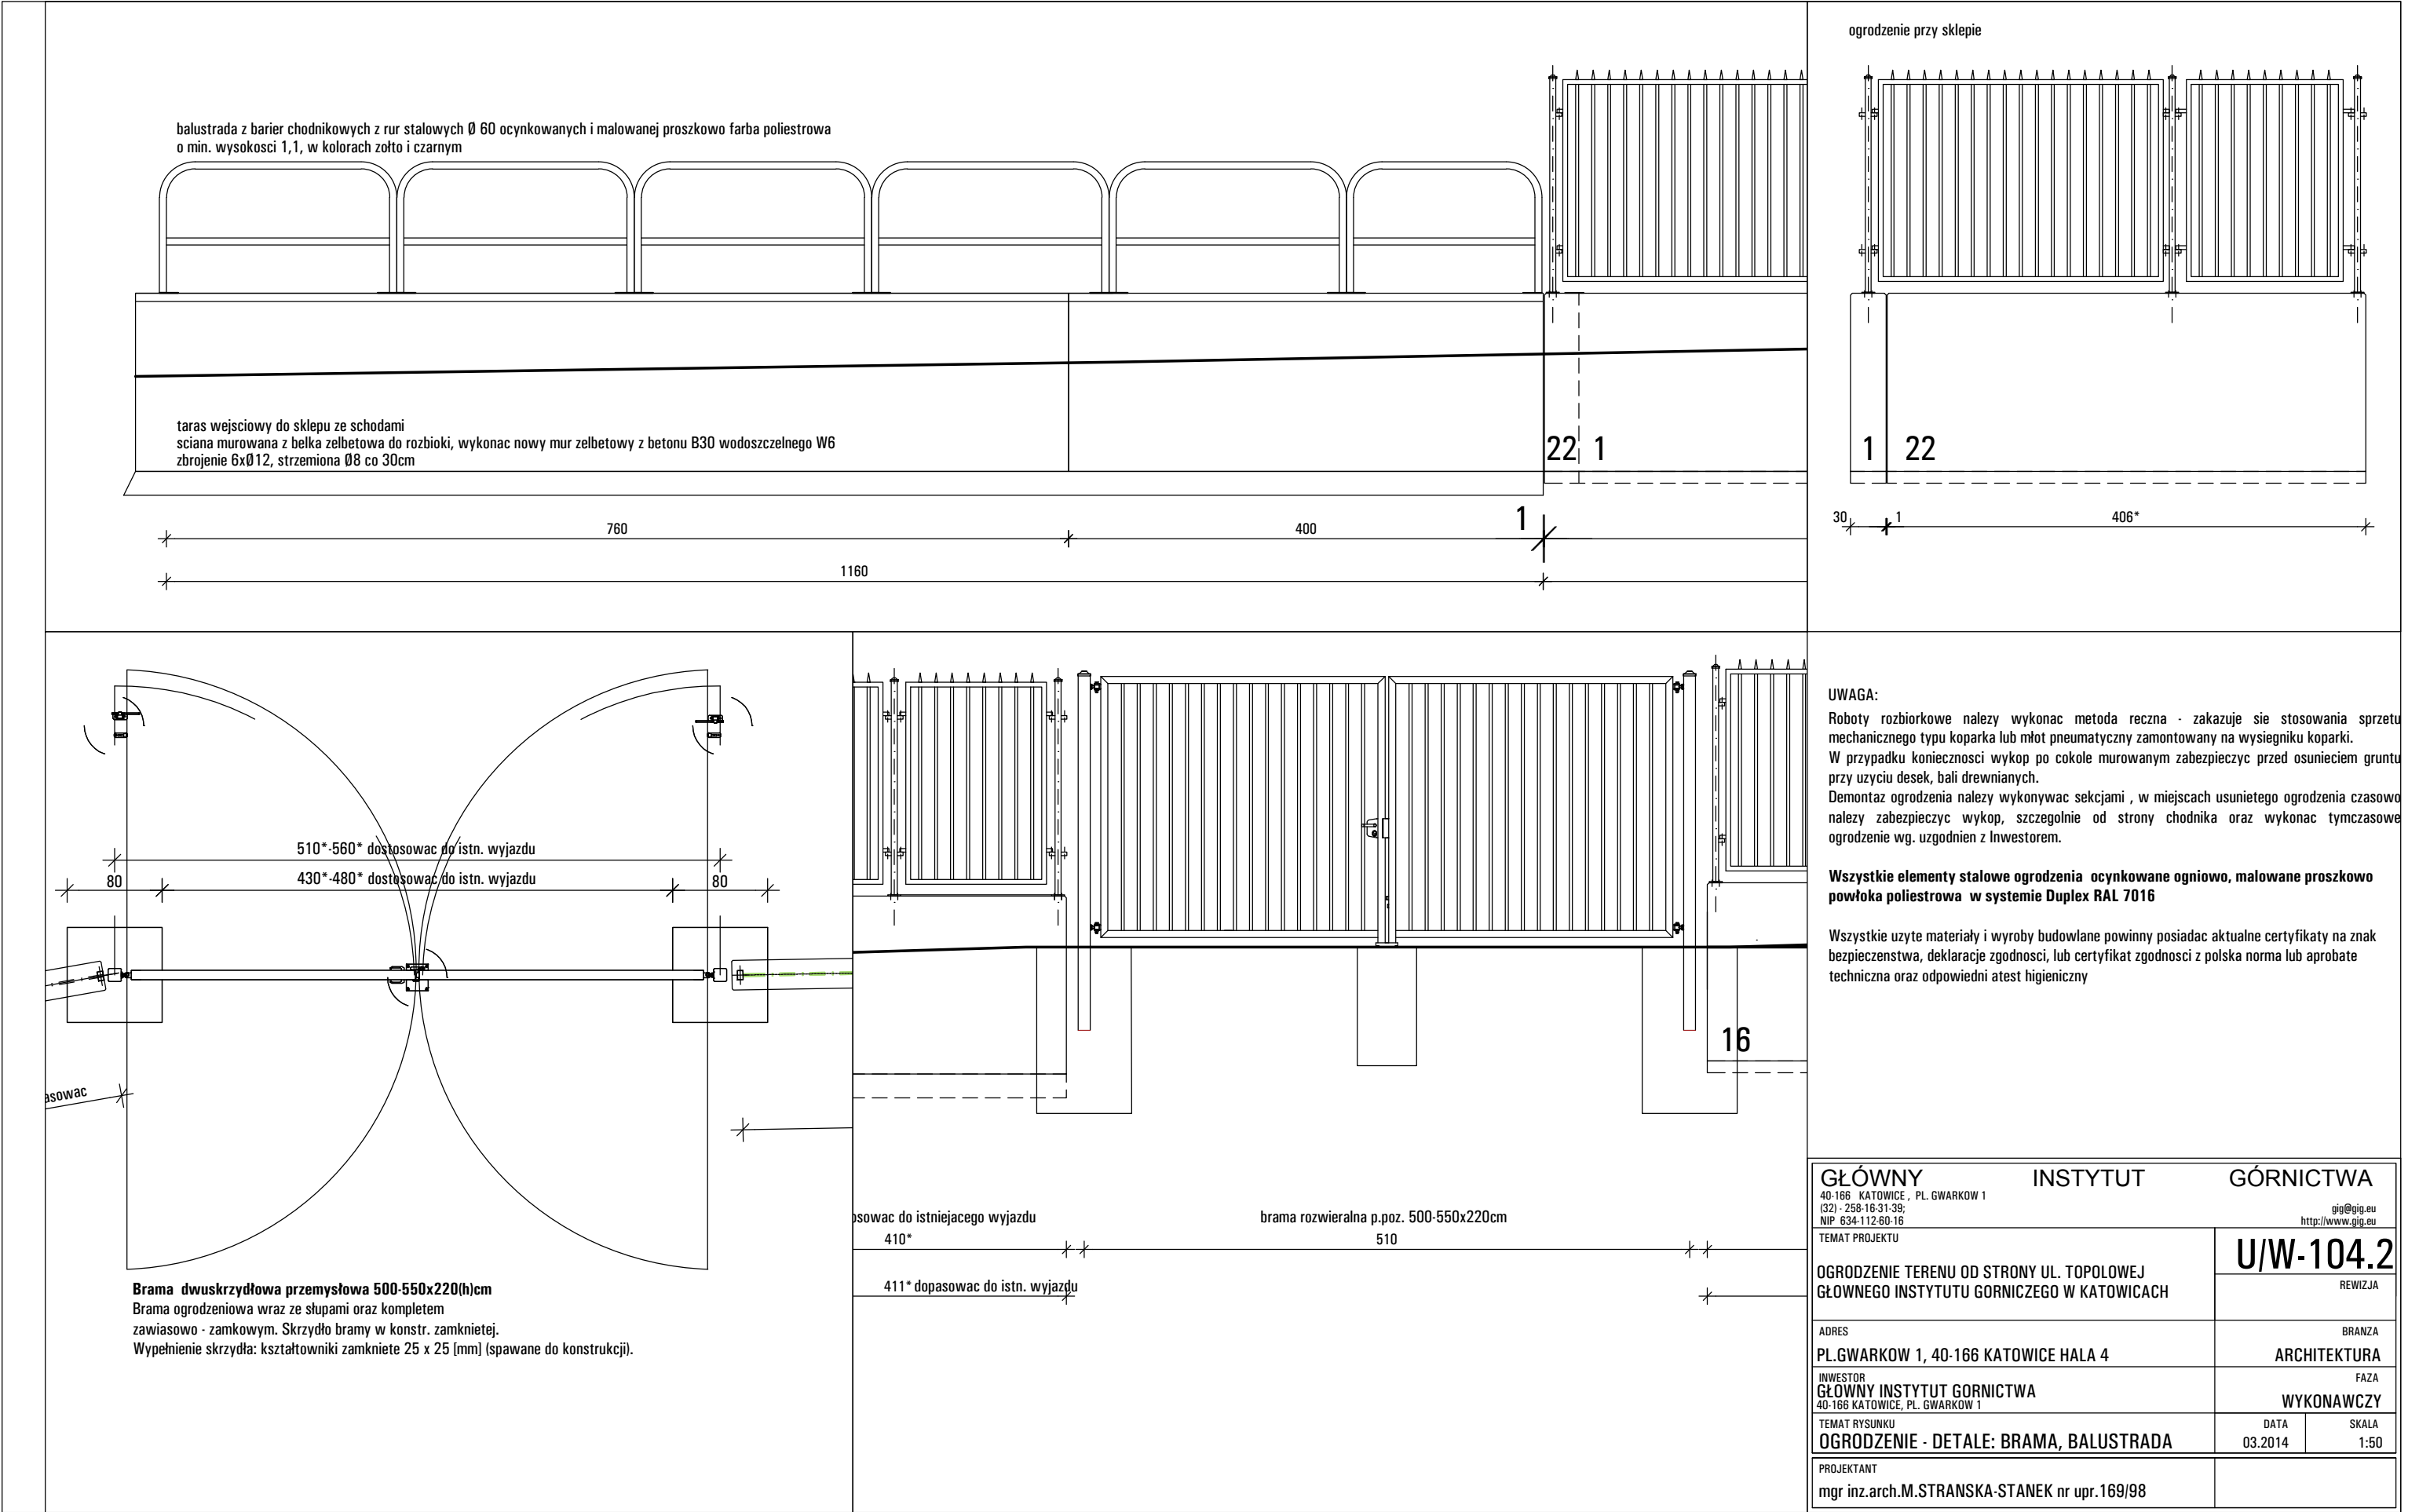 balustrada z barier chodnikowych z rur stalowych Ø 60 ocynkowanych i malowanej proszkowo farba poliestrowa
o min. wysokosci 1,1, w kolorach zołto i czarnym
taras wejsciowy do sklepu ze schodami
sciana murowana z belka zelbetowa do rozbioki, wykonac nowy mur zelbetowy z betonu B30 wodoszczelnego W6
zbrojenie 6xØ12, strzemiona Ø8 co 30cm
22 1
760
400
1
1160
ogrodzenie przy sklepie
1 22
30
1
406*
510*-560* dostosowac do istn. wyjazdu
80
430*-480* dostosowac do istn. wyjazdu
80
asowac
Brama dwuskrzydłowa przemysłowa 500-550x220(h)cm
Brama ogrodzeniowa wraz ze słupami oraz kompletem
zawiasowo - zamkowym. Skrzydło bramy w konstr. zamknietej.
Wypełnienie skrzydła: kształtowniki zamkniete 25 x 25 [mm] (spawane do konstrukcji).
16
osowac do istniejacego wyjazdu
brama rozwieralna p.poz. 500-550x220cm
410*
510
411* dopasowac do istn. wyjazdu
UWAGA:
Roboty rozbiorkowe nalezy wykonac metoda reczna - zakazuje sie stosowania sprzetu
mechanicznego typu koparka lub młot pneumatyczny zamontowany na wysiegniku koparki.
W przypadku koniecznosci wykop po cokole murowanym zabezpieczyc przed osunieciem gruntu
przy uzyciu desek, bali drewnianych.
Demontaz ogrodzenia nalezy wykonywac sekcjami , w miejscach usunietego ogrodzenia czasowo
nalezy zabezpieczyc wykop, szczegolnie od strony chodnika oraz wykonac tymczasowe
ogrodzenie wg. uzgodnien z Inwestorem.
Wszystkie elementy stalowe ogrodzenia ocynkowane ogniowo, malowane proszkowo
powłoka poliestrowa w systemie Duplex RAL 7016
Wszystkie uzyte materiały i wyroby budowlane powinny posiadac aktualne certyfikaty na znak
bezpieczenstwa, deklaracje zgodnosci, lub certyfikat zgodnosci z polska norma lub aprobate
techniczna oraz odpowiedni atest higieniczny
GŁÓWNY INSTYTUT GÓRNICTWA
40-166 KATOWICE , PL. GWARKOW 1
(32) - 258-16-31-39;
NIP 634-112-60-16
gig@gig.eu
http://www.gig.eu
TEMAT PROJEKTU
OGRODZENIE TERENU OD STRONY UL. TOPOLOWEJ
GŁOWNEGO INSTYTUTU GORNICZEGO W KATOWICACH
U/W-104.2
REWIZJA
ADRES
PL.GWARKOW 1, 40-166 KATOWICE HALA 4
BRANZA
ARCHITEKTURA
INWESTOR
GŁOWNY INSTYTUT GORNICTWA
40-166 KATOWICE, PL. GWARKOW 1
FAZA
WYKONAWCZY
TEMAT RYSUNKU
OGRODZENIE - DETALE: BRAMA, BALUSTRADA
DATA
03.2014
SKALA
1:50
PROJEKTANT
mgr inz.arch.M.STRANSKA-STANEK nr upr.169/98